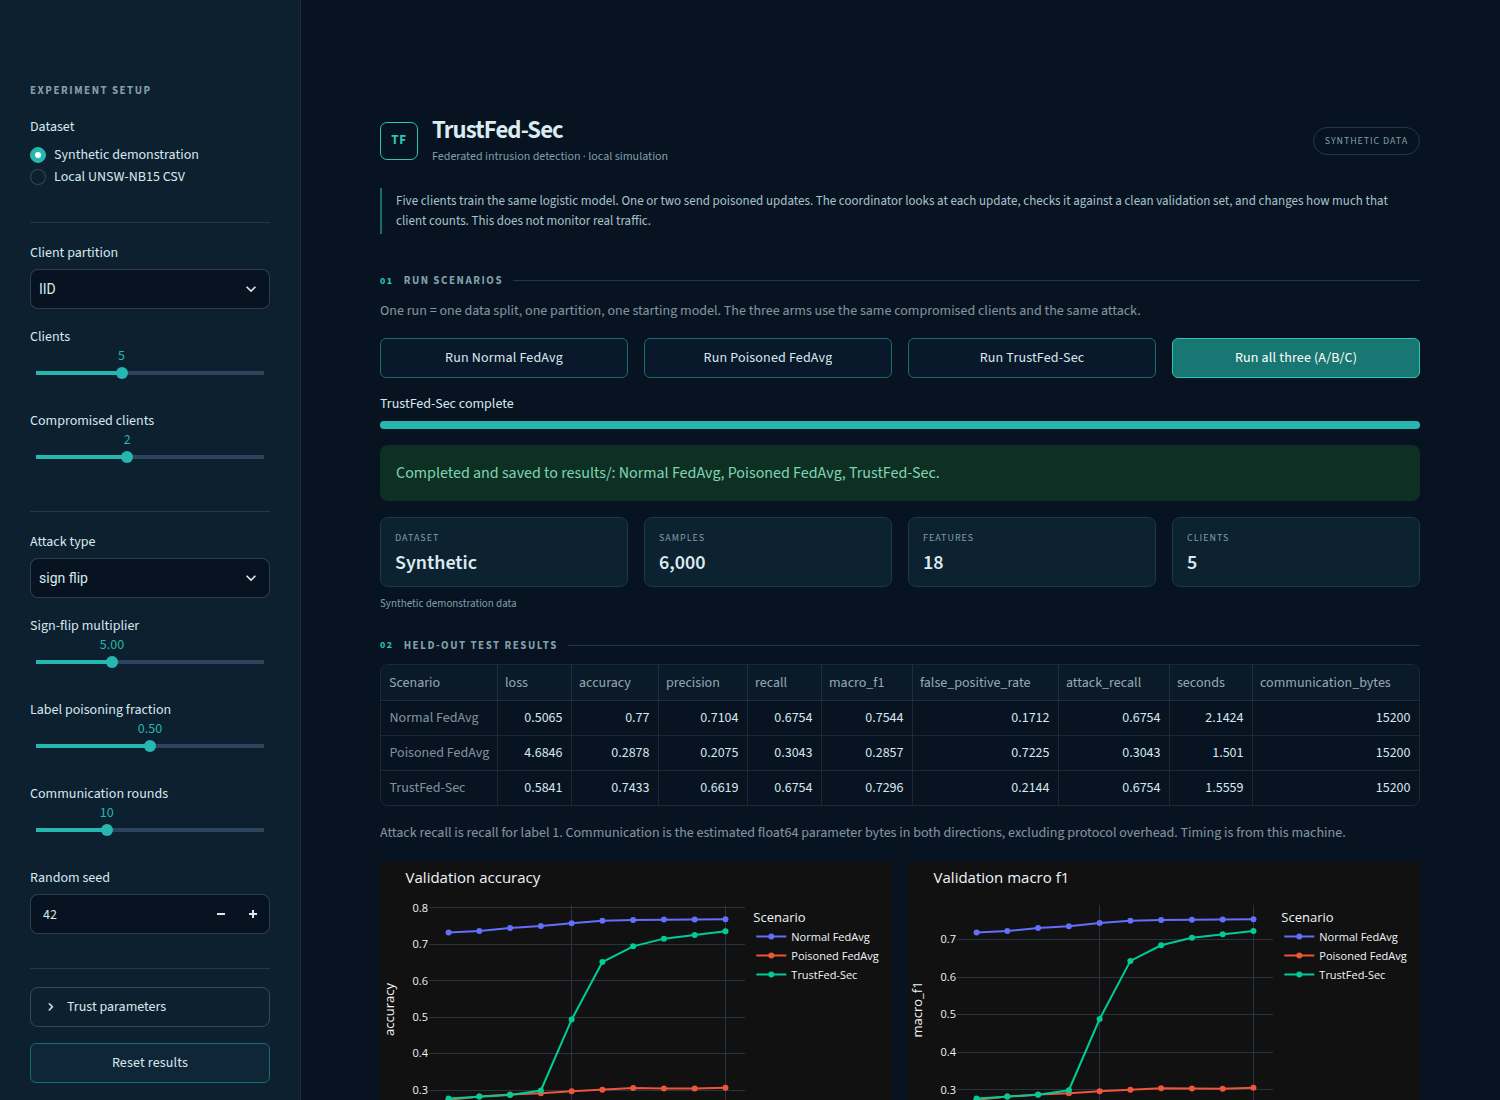 EXPERIMENT SETUP
Dataset
Synthetic demonstration
Local UNSW-NB15 CSV
Client partition
IID
Clients
5
Compromised clients
2
Attack type
sign flip
Sign-flip multiplier
5.00
Label poisoning fraction
0.50
Communication rounds
10
Random seed
42
Trust parameters
Reset results
TF
TrustFed-Sec
Federated intrusion detection · local simulation
SYNTHETIC DATA
Five clients train the same logistic model. One or two send poisoned updates. The coordinator looks at each update, checks it against a clean validation set, and changes how much that
client counts. This does not monitor real traffic.
01 RUN SCENARIOS
One run = one data split, one partition, one starting model. The three arms use the same compromised clients and the same attack.
Run Normal FedAvg Run Poisoned FedAvg Run TrustFed-Sec Run all three (A/B/C)
TrustFed-Sec complete
Completed and saved to results/: Normal FedAvg, Poisoned FedAvg, TrustFed-Sec.
DATASET SAMPLES FEATURES CLIENTS
Synthetic 6,000 18 5
Synthetic demonstration data
02 HELD-OUT TEST RESULTS
Scenario loss accuracy precision recall macro_f1 false_positive_rate attack_recall seconds communication_bytes
Normal FedAvg 0.5065 0.77 0.7104 0.6754 0.7544 0.1712 0.6754 2.1424 15200
Poisoned FedAvg 4.6846 0.2878 0.2075 0.3043 0.2857 0.7225 0.3043 1.501 15200
TrustFed-Sec 0.5841 0.7433 0.6619 0.6754 0.7296 0.2144 0.6754 1.5559 15200
Attack recall is recall for label 1. Communication is the estimated float64 parameter bytes in both directions, excluding protocol overhead. Timing is from this machine.
Validation accuracy
0.8
0.7
0.6
0.5
0.4
0.3
accuracy
Scenario
Normal FedAvg
Poisoned FedAvg
TrustFed-Sec
Validation macro f1
0.7
0.6
0.5
0.4
0.3
macro_f1
Scenario
Normal FedAvg
Poisoned FedAvg
TrustFed-Sec